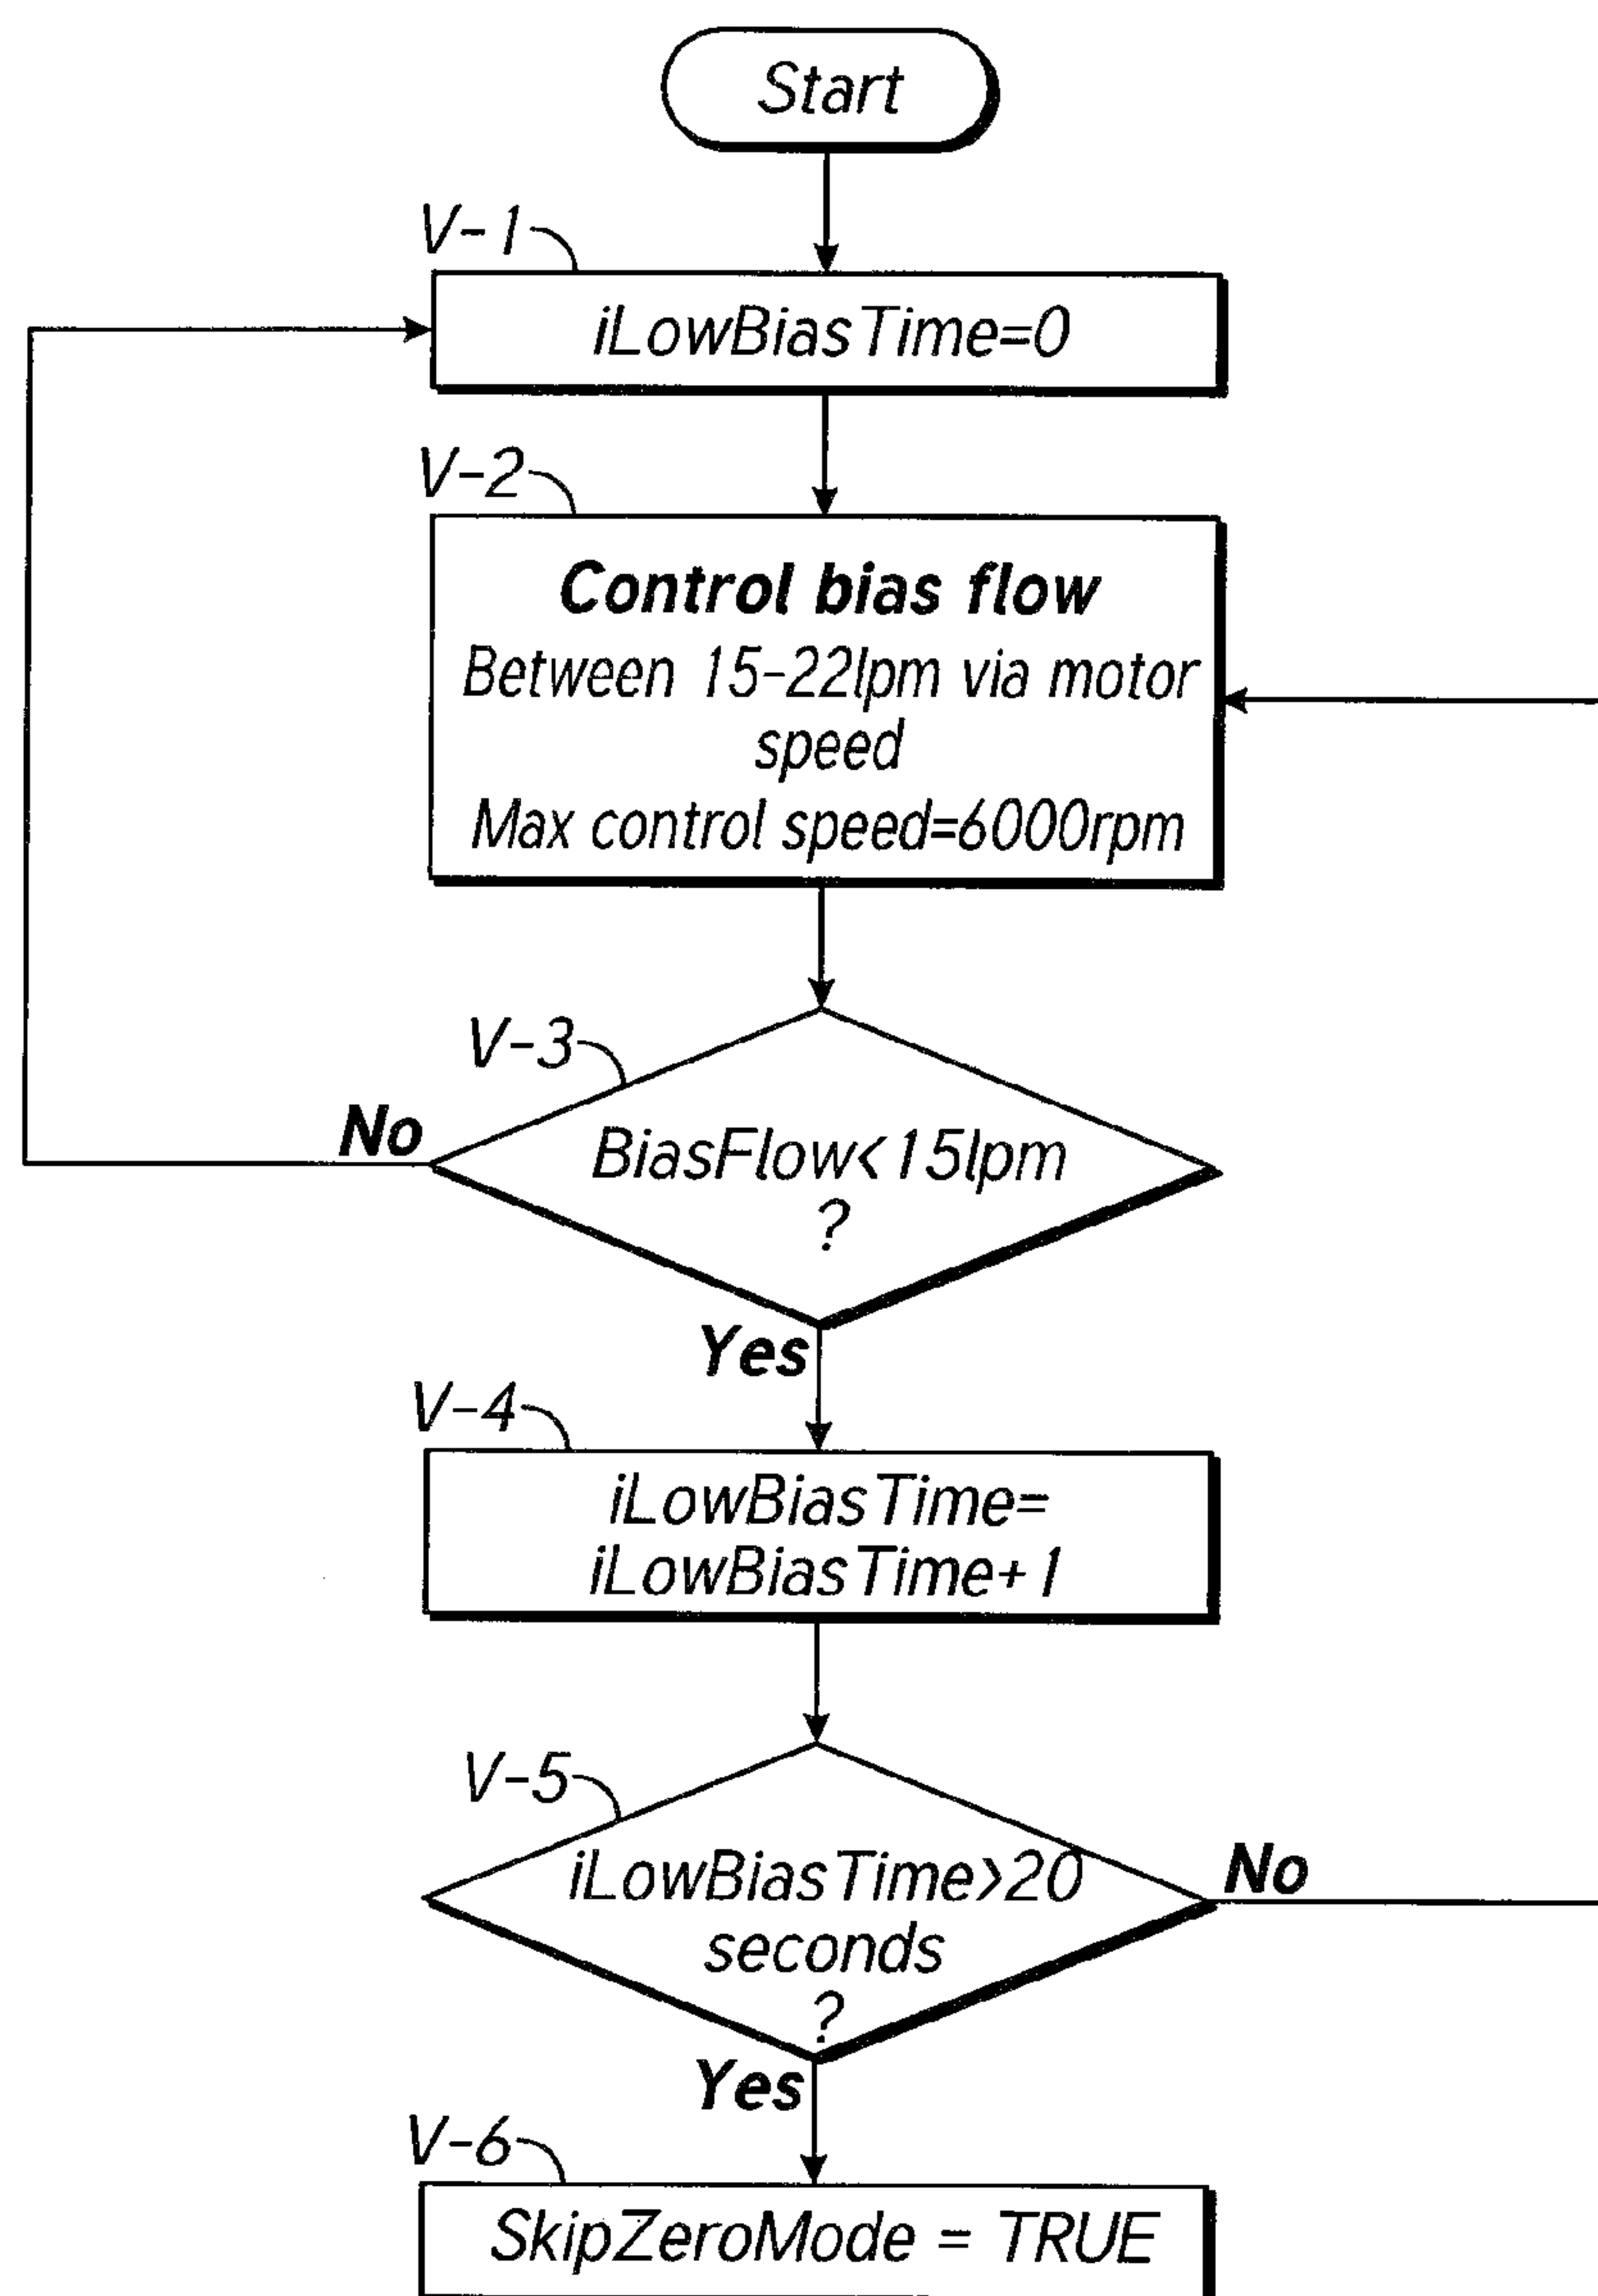 Start
V-1
iLowBiasTime=0
V-2
Control bias flow
Between 15-22lpm via motor
speed
Max control speed=6000rpm
V-3
No
BiasFlow<15lpm
?
Yes
V-4
iLowBiasTime=
iLowBiasTime+1
V-5
iLowBiasTime>20
seconds
?
No
Yes
V-6
SkipZeroMode = TRUE